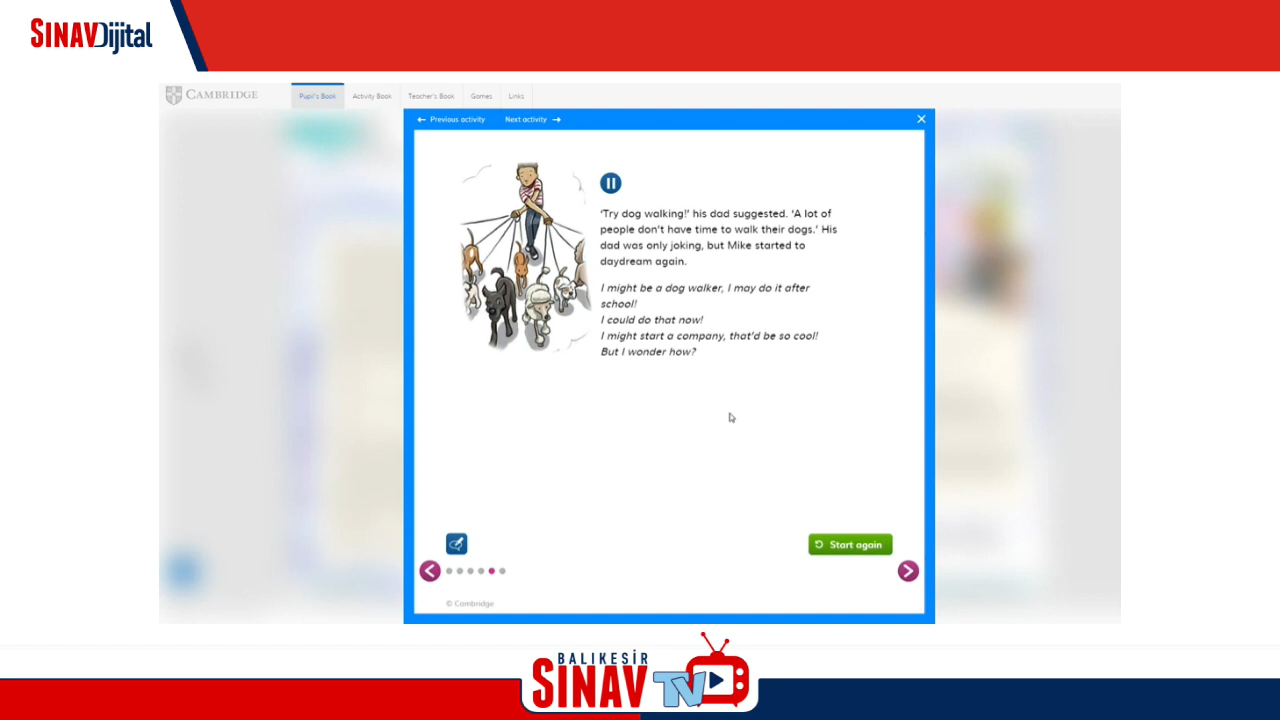 SINAVDijital
CAMBRIDGE
Pupil's Book Activity Book Teacher's Book Games Links
Previous activity Next activity
'Try dog walking!' his dad suggested. 'A lot of
people don't have time to walk their dogs.' His
dad was only joking, but Mike started to
daydream again.
I might be a dog walker, I may do it after
school!
I could do that now!
I might start a company, that'd be so cool!
But I wonder how?
Start again
© Cambridge
BALIKESİR
SINAV TV